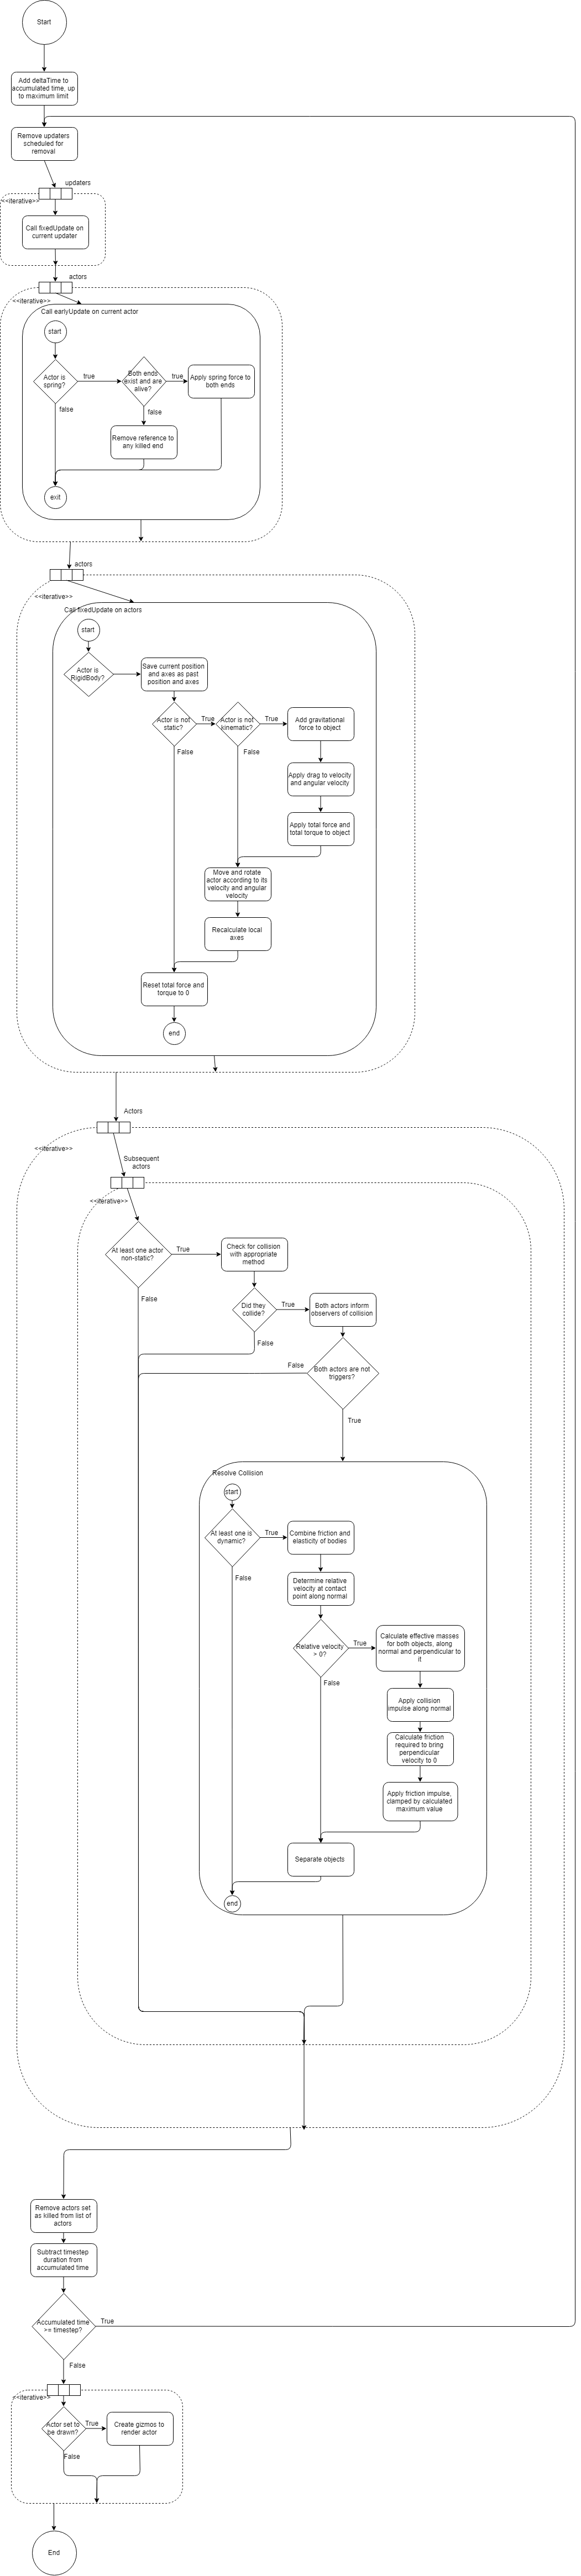 Start
Add deltaTime to
accumulated time, up
to maximum limit
Remove updaters
scheduled for
removal
updaters
<<iterative>>
Call fixedUpdate on
current updater
actors
<<iterative>>
Call earlyUpdate on current actor
start
Actor is
spring?
true
Both ends
exist and are
alive?
true
Apply spring force to
both ends
false
false
Remove reference to
any killed end
exit
actors
<<iterative>>
Call fixedUpdate on actors
start
Actor is
RigidBody?
Save current position
and axes as past
position and axes
Actor is not
static?
True
Actor is not
kinematic?
True
Add gravitational
force to object
False
False
Apply drag to velocity
and angular velocity
Apply total force and
total torque to object
Move and rotate
actor according to its
velocity and angular
velocity
Recalculate local
axes
Reset total force and
torque to 0
end
Actors
<<iterative>>
Subsequent
actors
<<iterative>>
At least one actor
non-static?
True
Check for collision
with appropriate
method
False
Did they
collide?
True
Both actors inform
observers of collision
False
False
Both actors are not
triggers?
True
Resolve Collision
start
At least one is
dynamic?
True
Combine friction and
elasticity of bodies
False
Determine relative
velocity at contact
point along normal
Relative velocity
> 0?
True
Calculate effective masses
for both objects, along
normal and perpendicular to
it
False
Apply collision
impulse along normal
Calculate friction
required to bring
perpendicular
velocity to 0
Apply friction impulse,
clamped by calculated
maximum value
Separate objects
end
Remove actors set
as killed from list of
actors
Subtract timestep
duration from
accumulated time
Accumulated time
>= timestep?
True
False
<<iterative>>
Actor set to
be drawn?
True
Create gizmos to
render actor
False
End